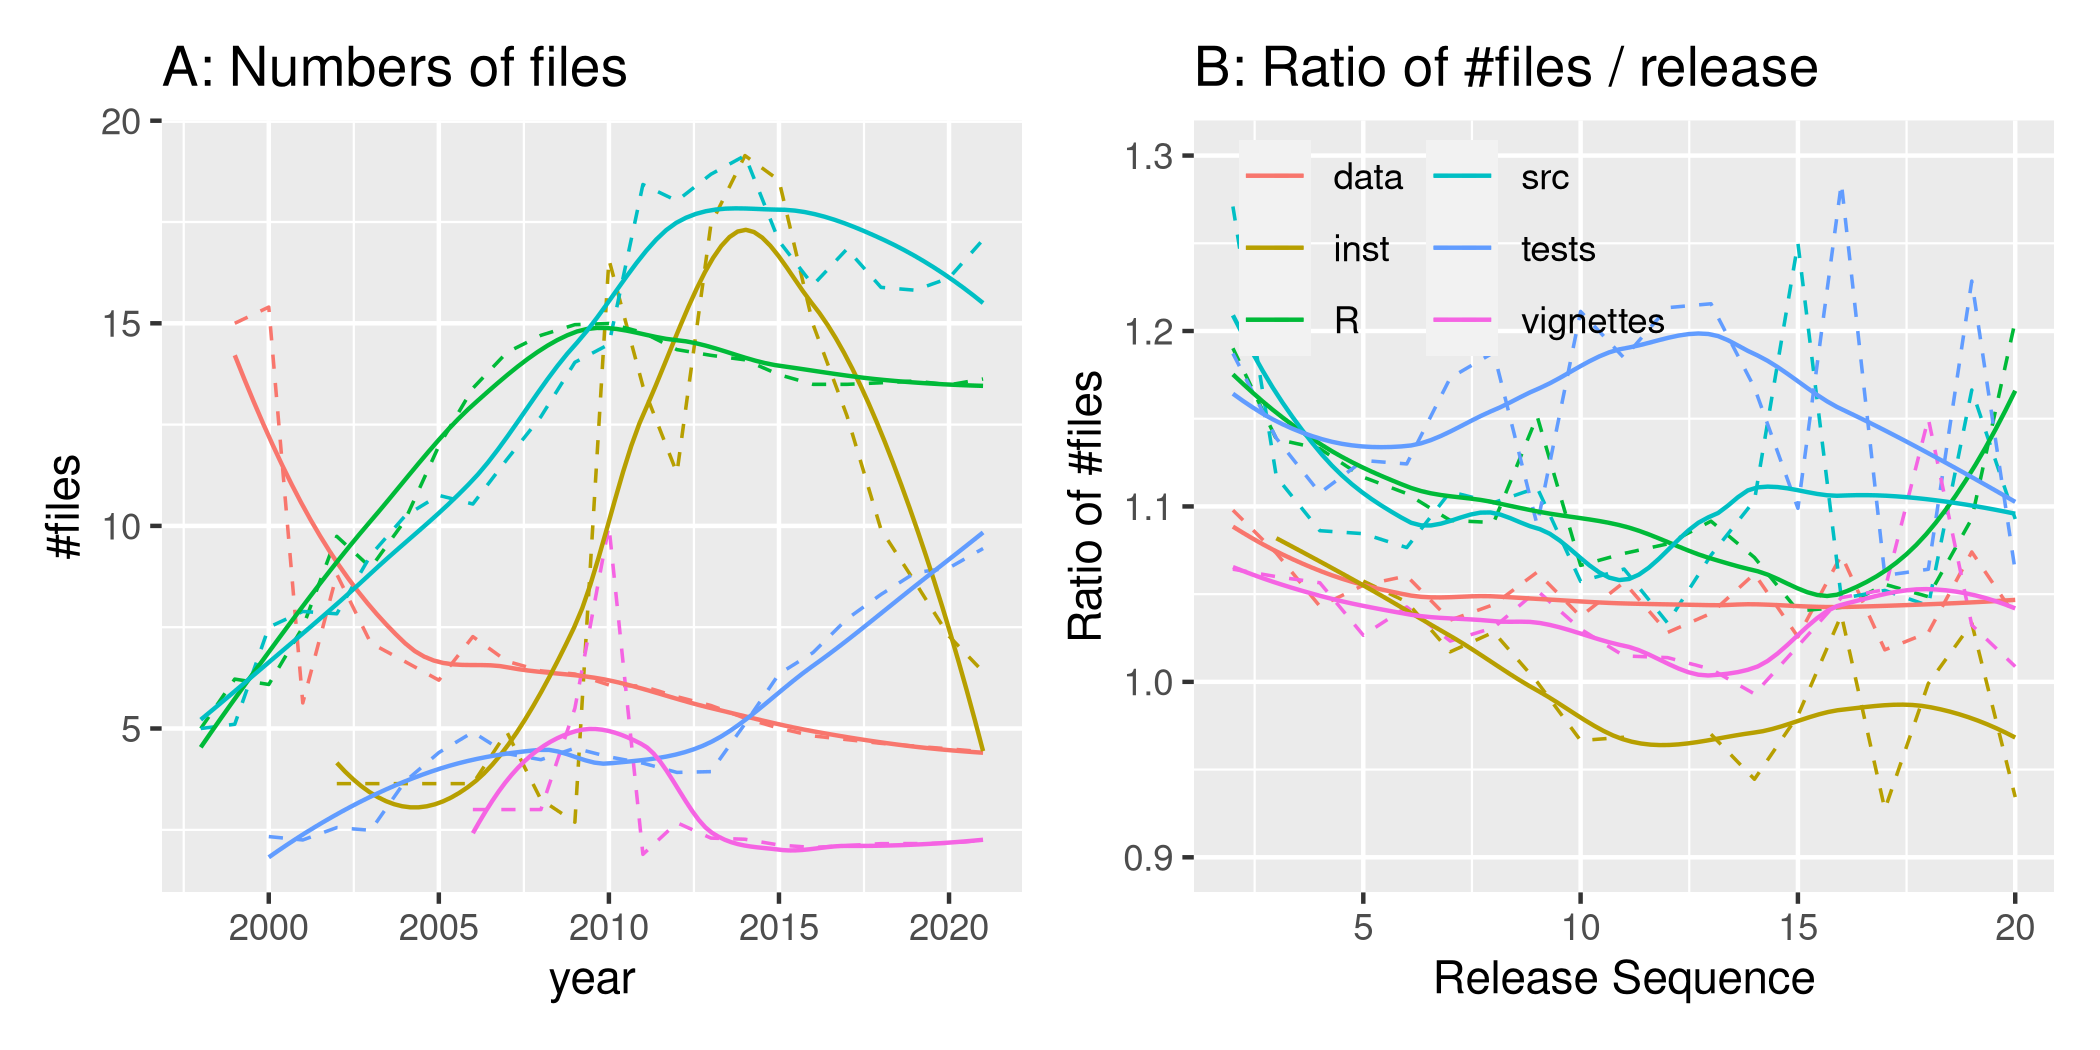 A: Numbers of files
#files
20
15
10
5
2000 2005 2010 2015 2020
year
B: Ratio of #files / release
Ratio of #files
1.3
1.2
1.1
1.0
0.9
data src
inst tests
R vignettes
5 10 15 20
Release Sequence